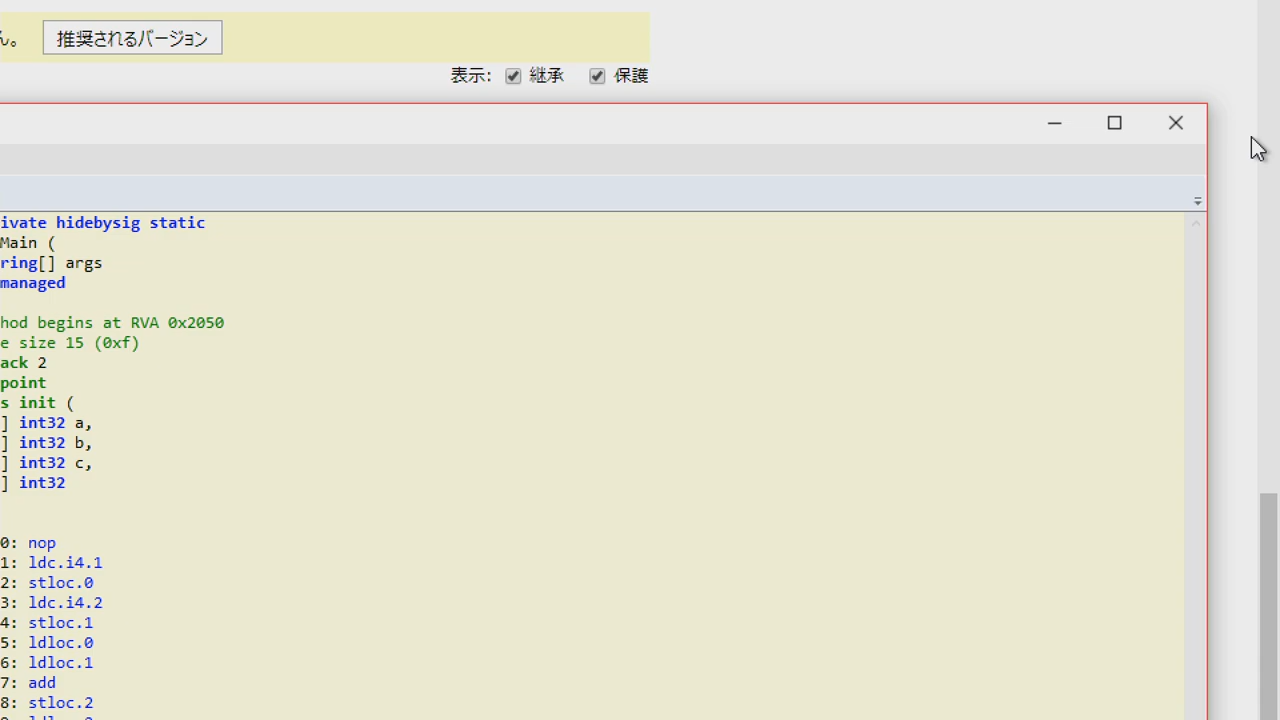 ん。 推奨されるバージョン
表示: 継承 保護
ivate hidebysig static
Main (
ring[] args
managed
hod begins at RVA 0x2050
e size 15 (0xf)
ack 2
point
s init (
] int32 a,
] int32 b,
] int32 c,
] int32
0: nop
1: ldc.i4.1
2: stloc.0
3: ldc.i4.2
4: stloc.1
5: ldloc.0
6: ldloc.1
7: add
8: stloc.2